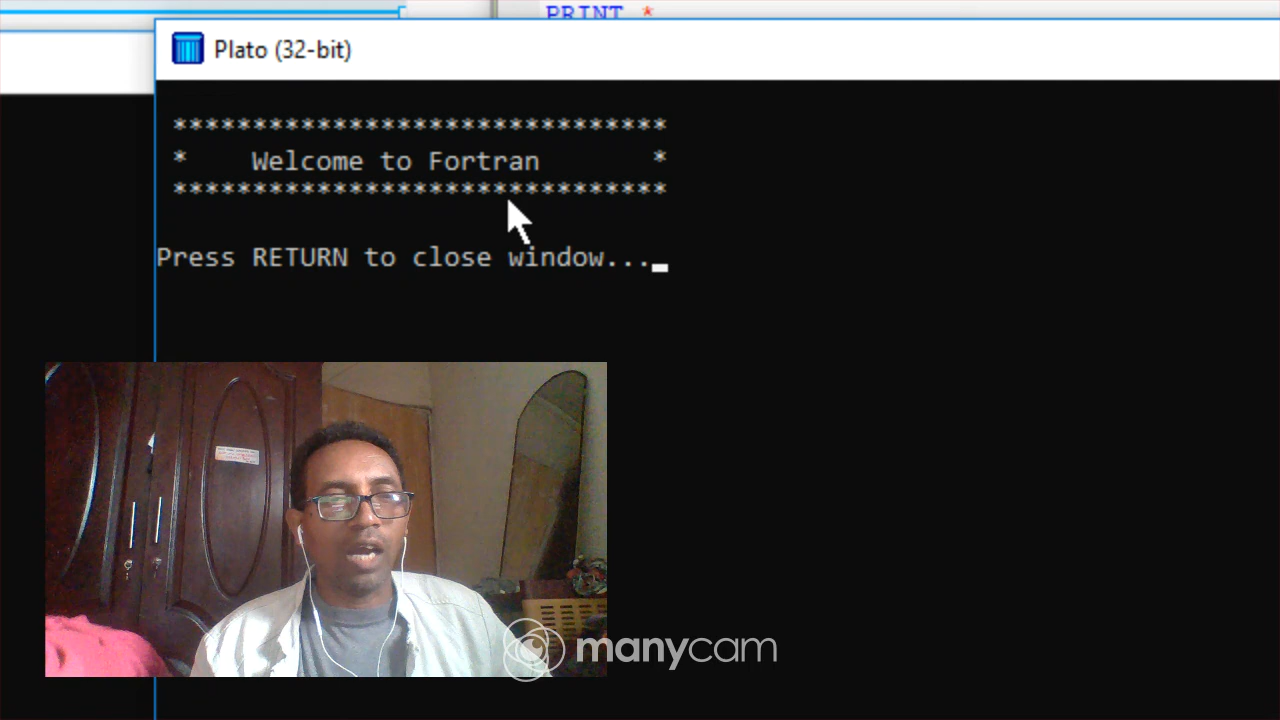 PRINT *
Plato (32-bit)
*******************************
* Welcome to Fortran *
*******************************
Press RETURN to close window...
manycam